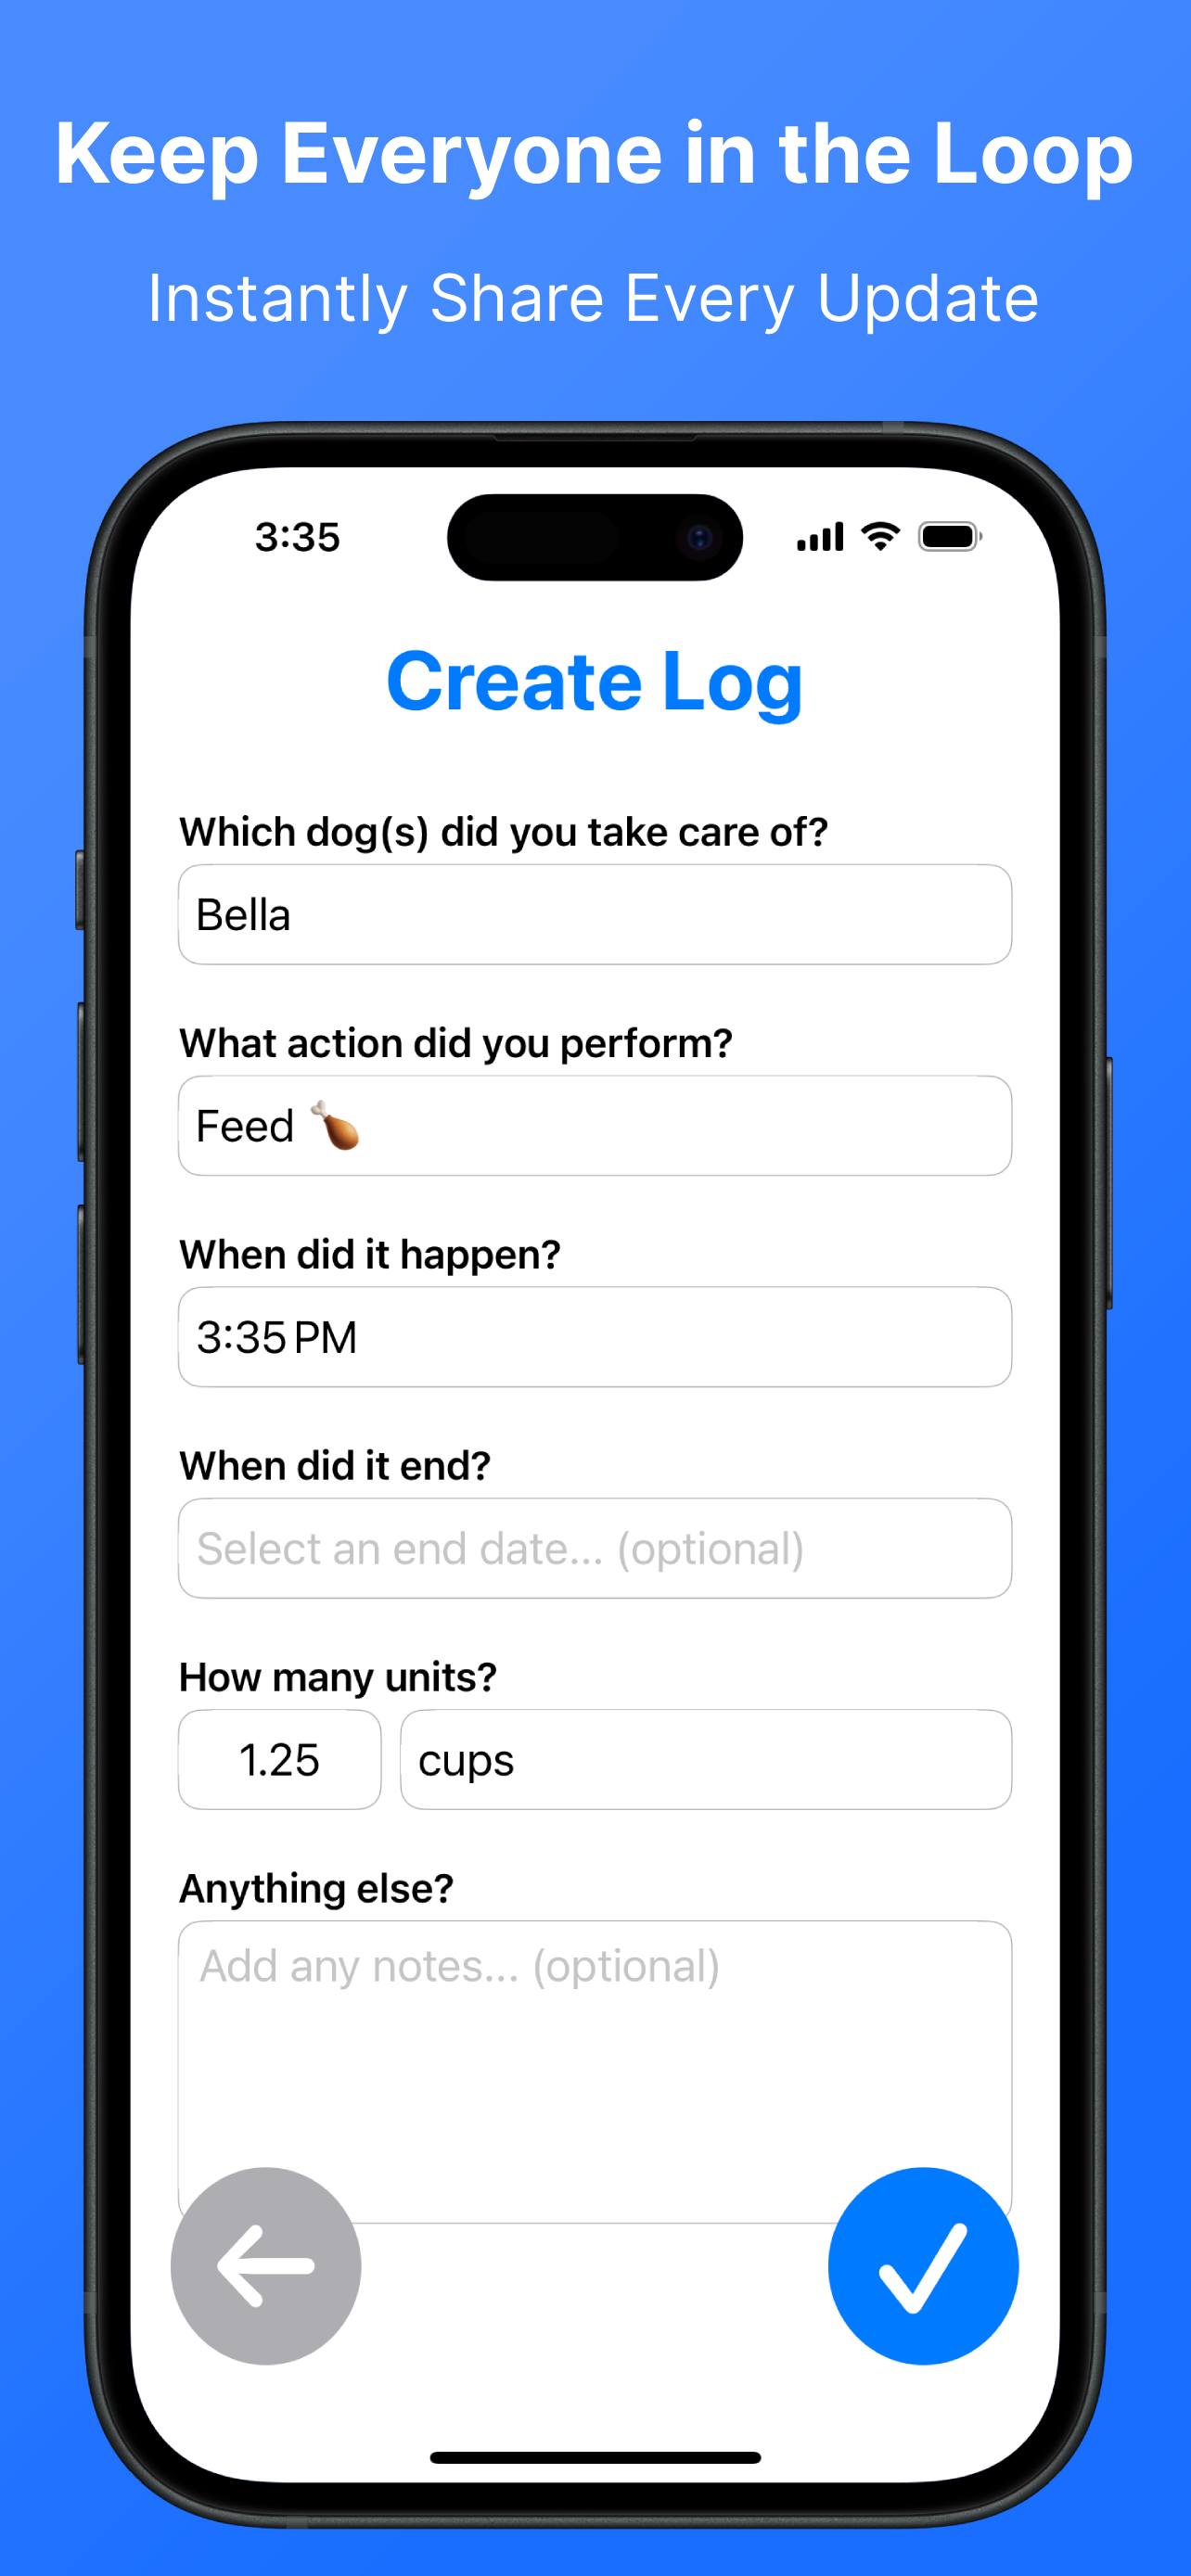 Keep Everyone in the Loop
Instantly Share Every Update
3:35
Create Log
Which dog(s) did you take care of?
Bella
What action did you perform?
Feed 🍗
When did it happen?
3:35 PM
When did it end?
Select an end date... (optional)
How many units?
1.25 cups
Anything else?
Add any notes... (optional)